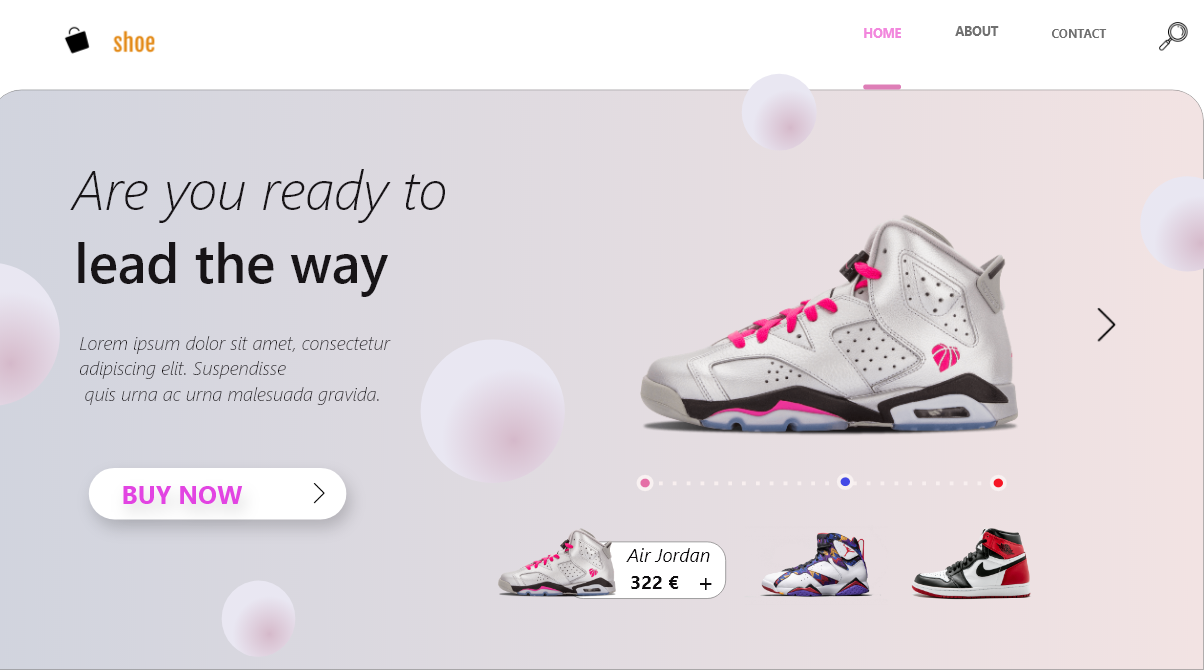 shoe
HOME
ABOUT
CONTACT
Are you ready to
lead the way
Lorem ipsum dolor sit amet, consectetur
adipiscing elit. Suspendisse
quis urna ac urna malesuada gravida.
BUY NOW
Air Jordan
322 € +